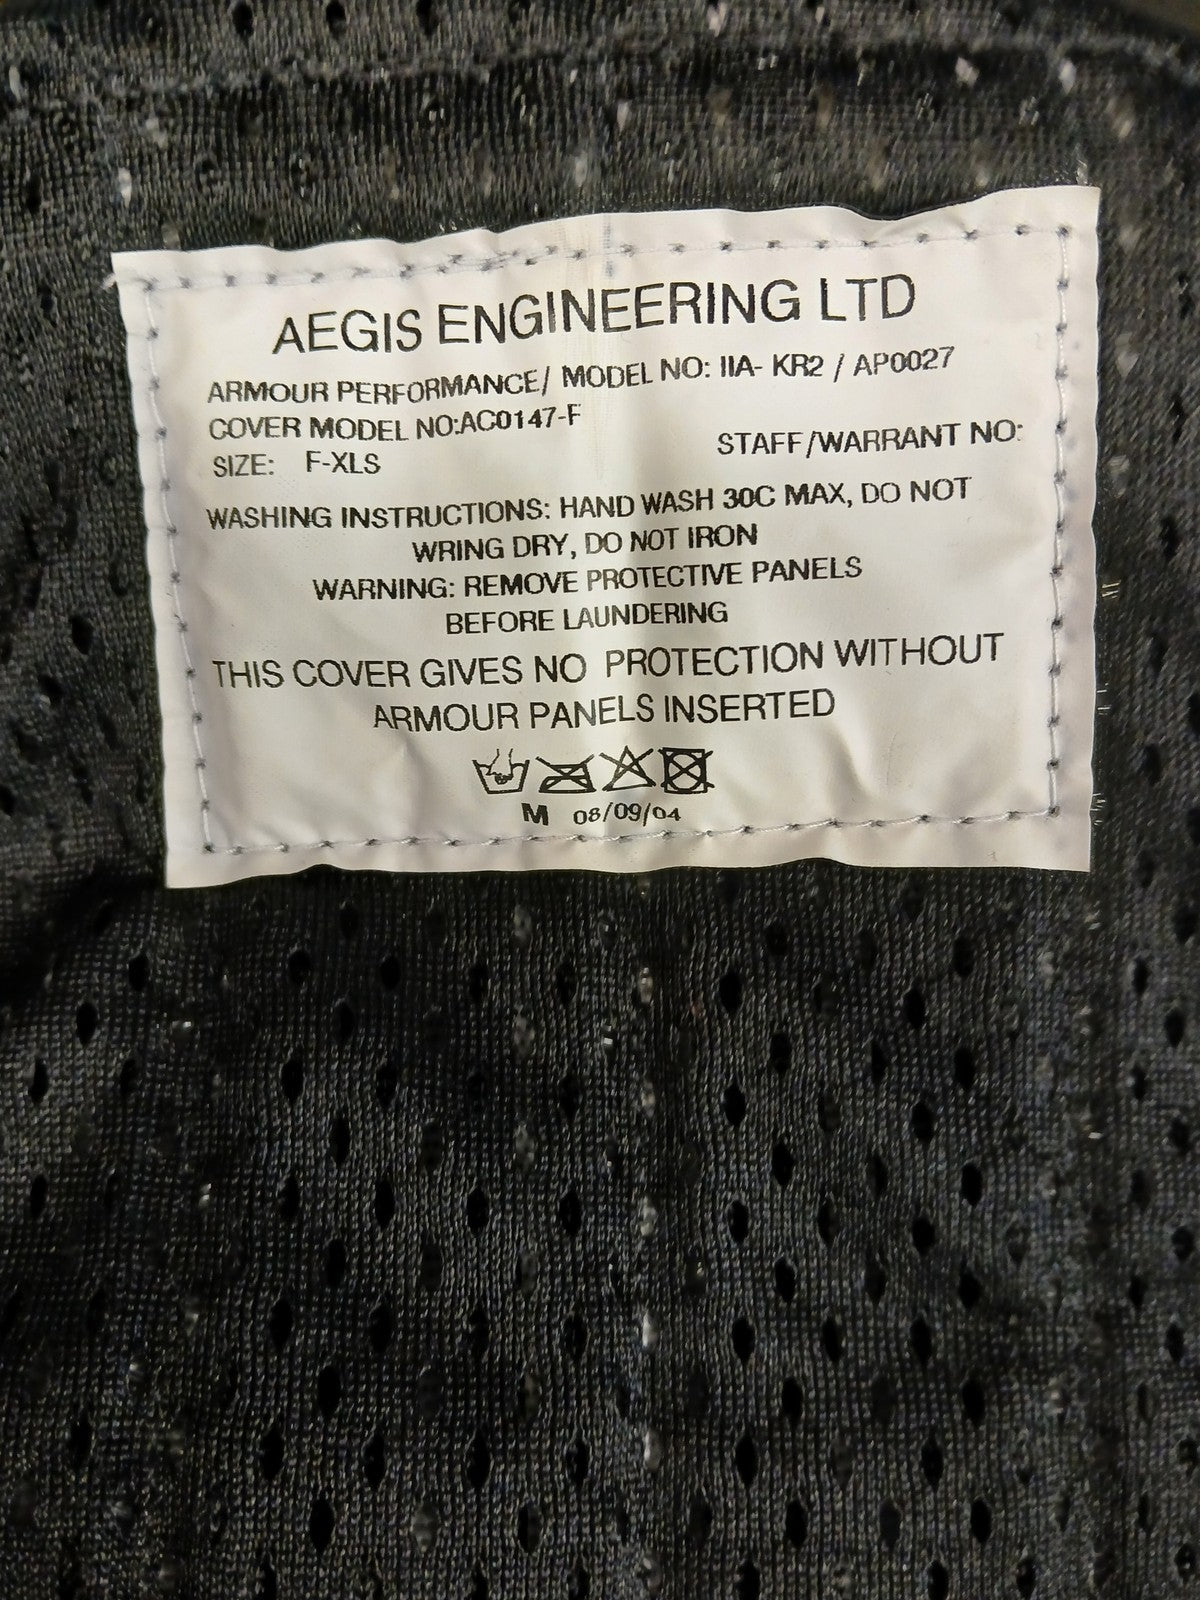 AEGIS ENGINEERING LTD
ARMOUR PERFORMANCE/ MODEL NO: IIA- KR2 / AP0027
COVER MODEL NO:AC0147-F
STAFF/WARRANT NO:
SIZE: F-XLS
WASHING INSTRUCTIONS: HAND WASH 30C MAX, DO NOT
WRING DRY, DO NOT IRON
WARNING: REMOVE PROTECTIVE PANELS
BEFORE LAUNDERING
THIS COVER GIVES NO PROTECTION WITHOUT
ARMOUR PANELS INSERTED
M 08/09/04